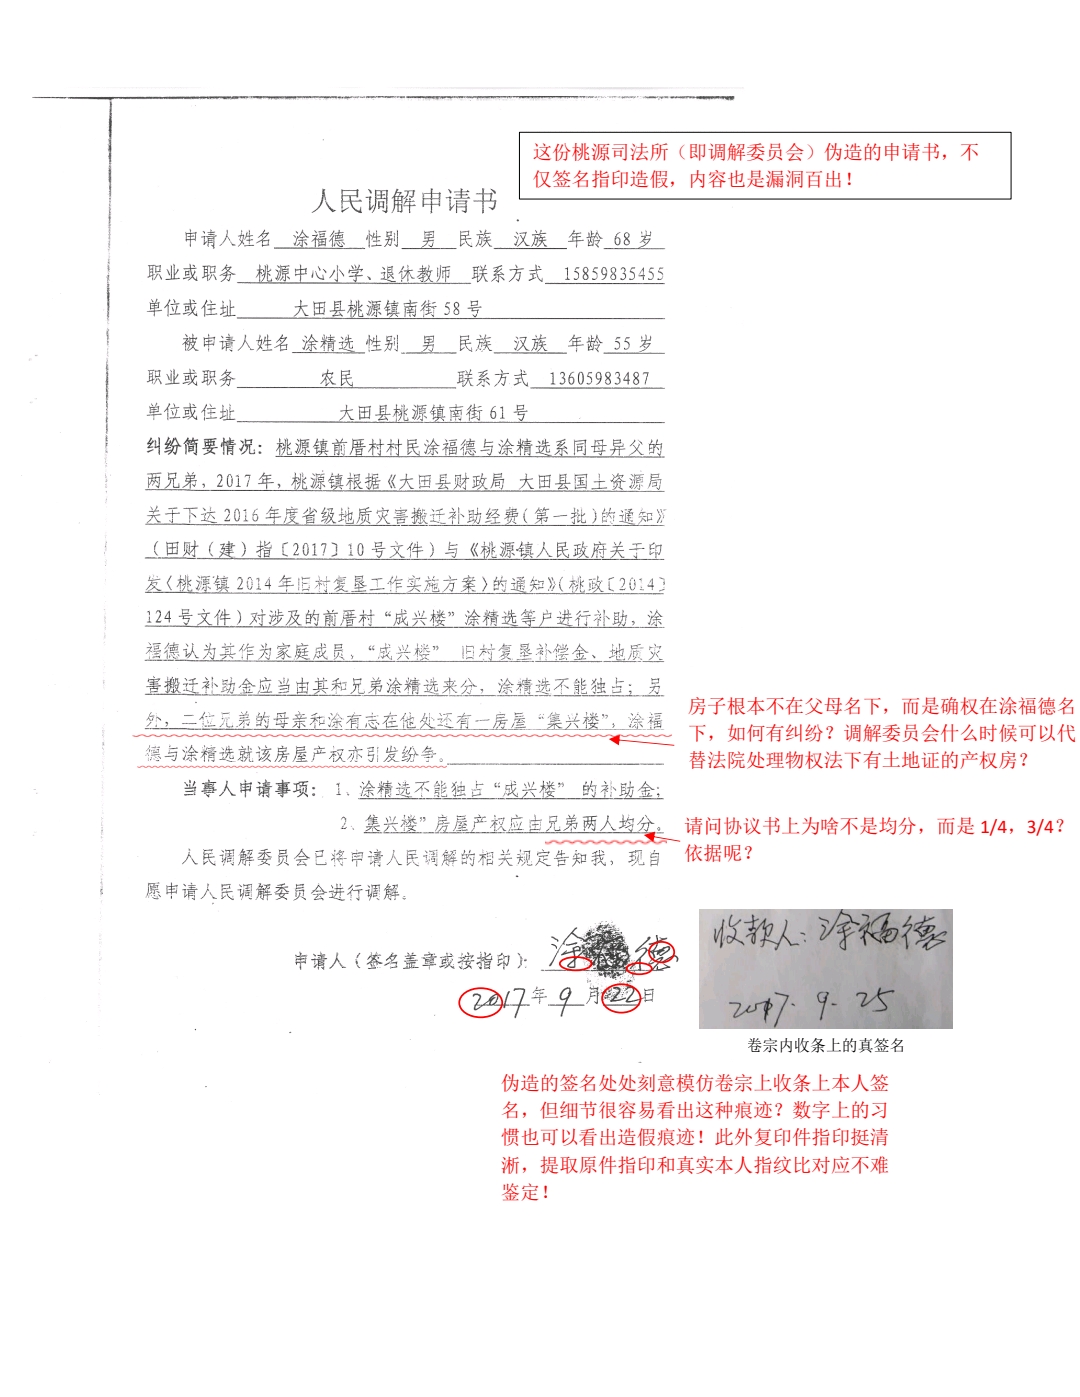 这份桃源司法所（即调解委员会）伪造的申请书，不
仅签名指印造假，内容也是漏洞百出！
人民调解申请书
申请人姓名 涂福德 性别 男 民族 汉族 年龄 68 岁
职业或职务 桃源中心小学、退休教师 联系方式 15859835455
单位或住址 大田县桃源镇南街 58 号
被申请人姓名 涂精选 性别 男 民族 汉族 年龄 55 岁
职业或职务 农民 联系方式 13605983487
单位或住址 大田县桃源镇南街 61 号
纠纷简要情况：桃源镇前厝村村民涂福德与涂精选系同母异父的
两兄弟，2017 年，桃源镇根据《大田县财政局 大田县国土资源局
关于下达 2016 年度省级地质灾害搬迁补助经费（第一批）的通知》
（田财（建）指〔2017〕10 号文件）与《桃源镇人民政府关于印
发〈桃源镇 2014 年旧村复垦工作实施方案〉的通知》（桃政〔2014〕
124 号文件）对涉及的前厝村“成兴楼”涂精选等户进行补助，涂
福德认为其作为家庭成员，“成兴楼” 旧村复垦补偿金、地质灾
害搬迁补助金应当由其和兄弟涂精选来分，涂精选不能独占；另
外，二位兄弟的母亲和涂有志在他处还有一房屋“集兴楼”，涂福
德与涂精选就该房屋产权亦引发纷争。
房子根本不在父母名下，而是确权在涂福德名
下，如何有纠纷？调解委员会什么时候可以代
替法院处理物权法下有土地证的产权房？
当事人申请事项：1、涂精选不能独占“成兴楼” 的补助金；
2、集兴楼”房屋产权应由兄弟两人均分。
请问协议书上为啥不是均分，而是 1/4，3/4？
依据呢？
人民调解委员会已将申请人民调解的相关规定告知我，现自
愿申请人民调解委员会进行调解。
申请人（签名盖章或按指印）：涂福德
2017 年 9 月 22 日
收款人：涂福德
2017. 9. 25
卷宗内收条上的真签名
伪造的签名处处刻意模仿卷宗上收条上本人签
名，但细节很容易看出这种痕迹？数字上的习
惯也可以看出造假痕迹！此外复印件指印挺清
淅，提取原件指印和真实本人指纹比对应不难
鉴定！